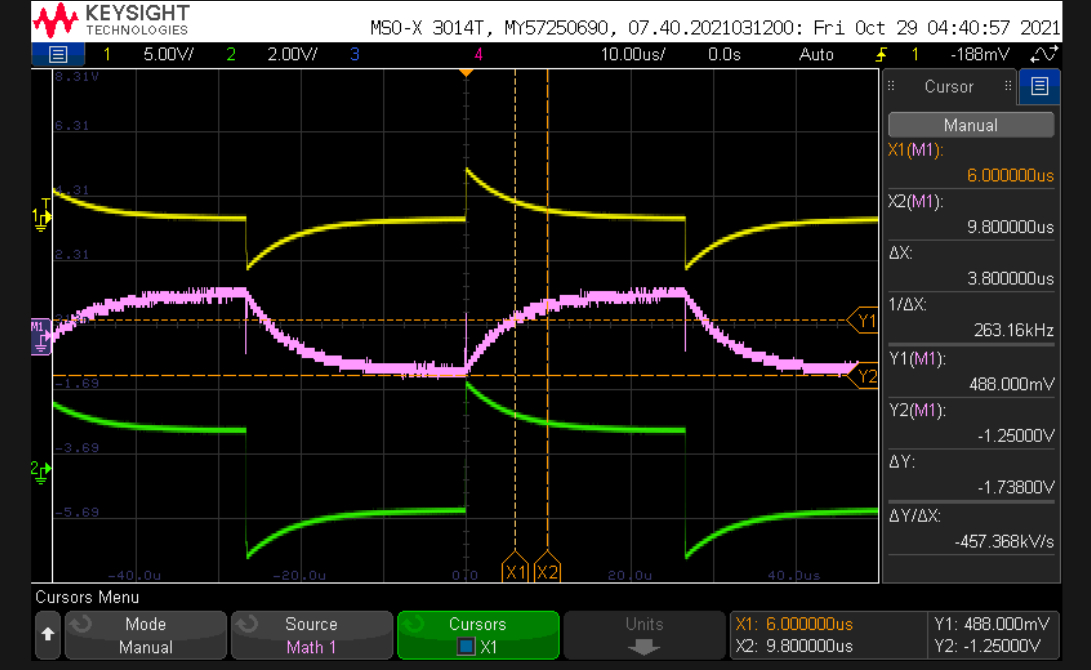 KEYSIGHT
TECHNOLOGIES
MSO-X 3014T, MY57250690, 07.40.2021031200: Fri Oct 29 04:40:57 2021
1 5.00V/ 2 2.00V/ 3 4 10.00us/ 0.0s Auto 1 -188mV
8.31V
6.31
4.31
2.31
-1.69
-3.69
-5.69
-40.0u -20.0u 0.0 20.0u 40.0us
T
1
M1
2
Y1
Y2
X1 X2
Cursor
Manual
X1(M1):
6.000000us
X2(M1):
9.800000us
ΔX:
3.800000us
1/ΔX:
263.16kHz
Y1(M1):
488.000mV
Y2(M1):
-1.25000V
ΔY:
-1.73800V
ΔY/ΔX:
-457.368kV/s
Cursors Menu
Mode
Manual
Source
Math 1
Cursors
X1
Units
X1: 6.000000us
X2: 9.800000us
Y1: 488.000mV
Y2: -1.25000V